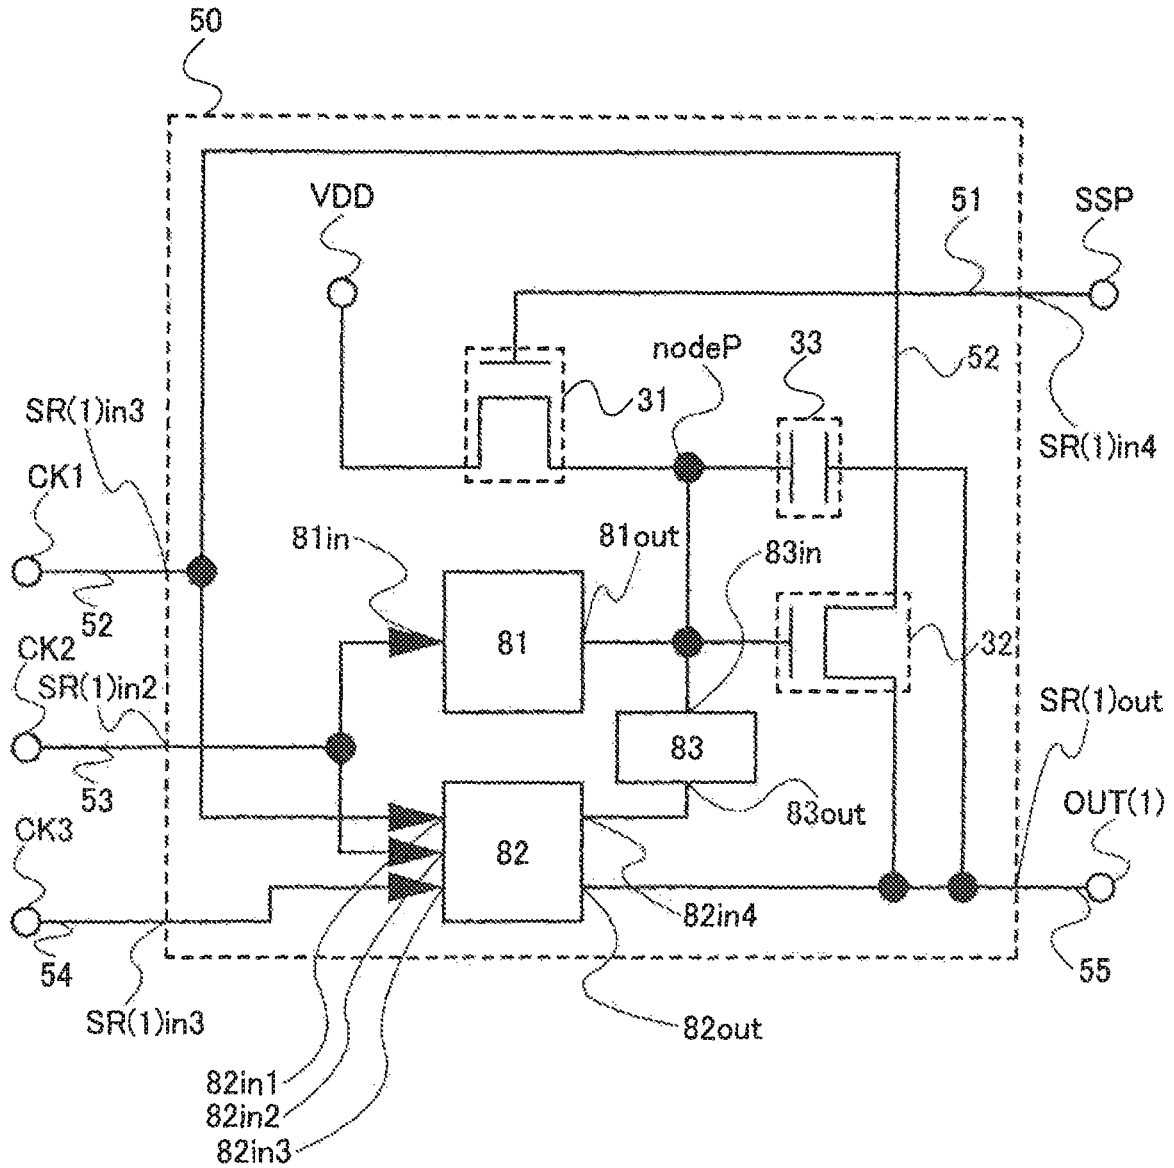 50
VDD
51
SSP
nodeP
33
52
31
SR(1)in3
SR(1)in4
CK1
81in
81out
83in
52
81
32
CK2
SR(1)in2
SR(1)out
53
83
CK3
83out
OUT(1)
82
82in4
54
55
SR(1)in3
82out
82in1
82in2
82in3